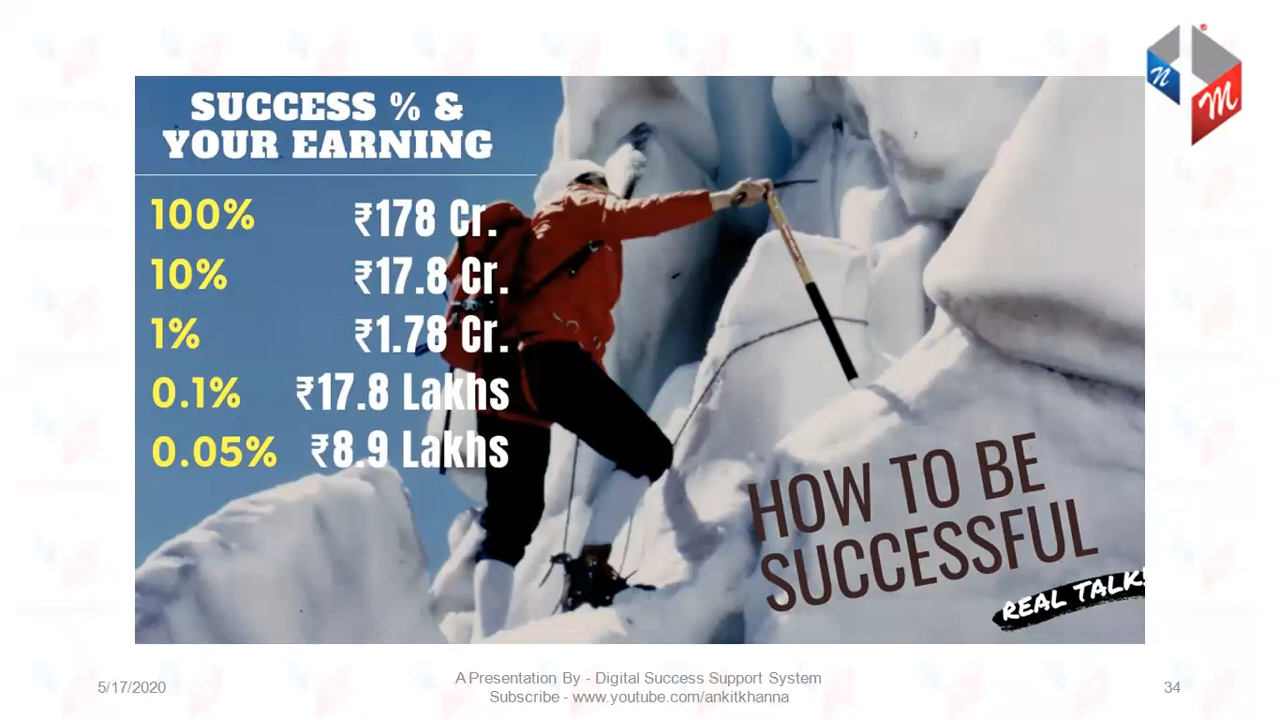 SUCCESS % &
YOUR EARNING
100% ₹178 Cr.
10% ₹17.8 Cr.
1% ₹1.78 Cr.
0.1% ₹17.8 Lakhs
0.05% ₹8.9 Lakhs
HOW TO BE
SUCCESSFUL
REAL TALK!
n M
5/17/2020
A Presentation By - Digital Success Support System
Subscribe - www.youtube.com/ankitkhanna
34